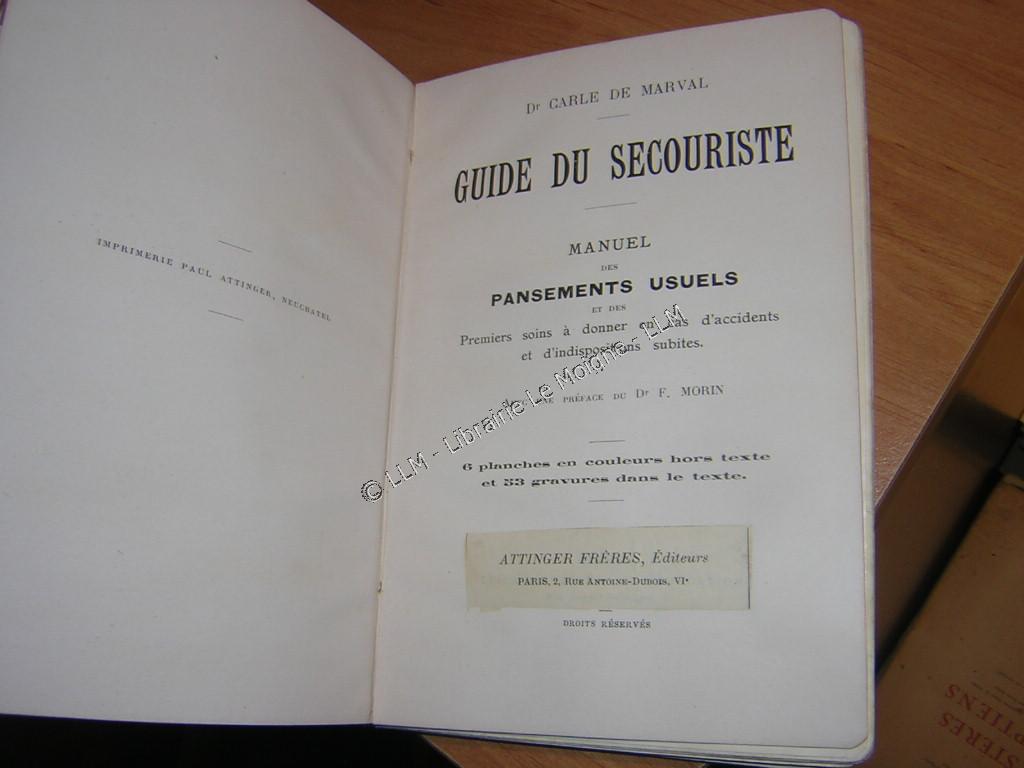 IMPRIMERIE PAUL ATTINGER, NEUCHATEL
Dr CARLE DE MARVAL
GUIDE DU SECOURISTE
MANUEL
DES
PANSEMENTS USUELS
ET DES
Premiers soins à donner en cas d'accidents
et d'indispositions subites.
UNE PRÉFACE DU Dr F. MORIN
6 planches en couleurs hors texte
et 53 gravures dans le texte.
ATTINGER FRÈRES, Éditeurs
PARIS, 2, RUE ANTOINE-DUBOIS, VIe
DROITS RÉSERVÉS
© LLM - Librairie Le Moigne - LLM